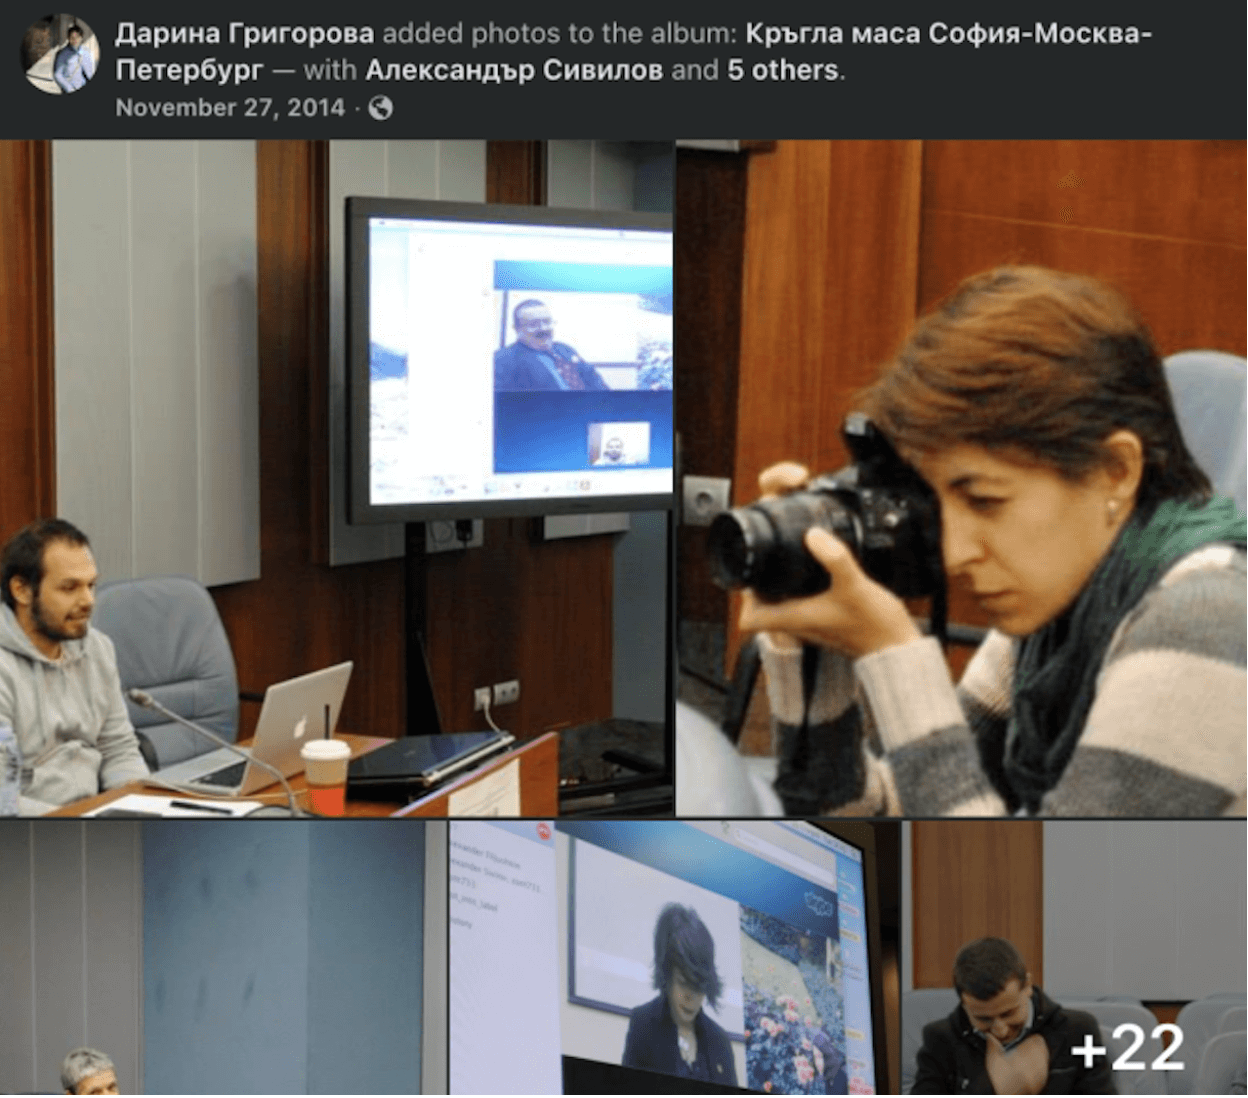 Дарина Григорова added photos to the album: Кръгла маса София-Москва-
Петербург — with Александър Сивилов and 5 others.
November 27, 2014 ·
skype
+22